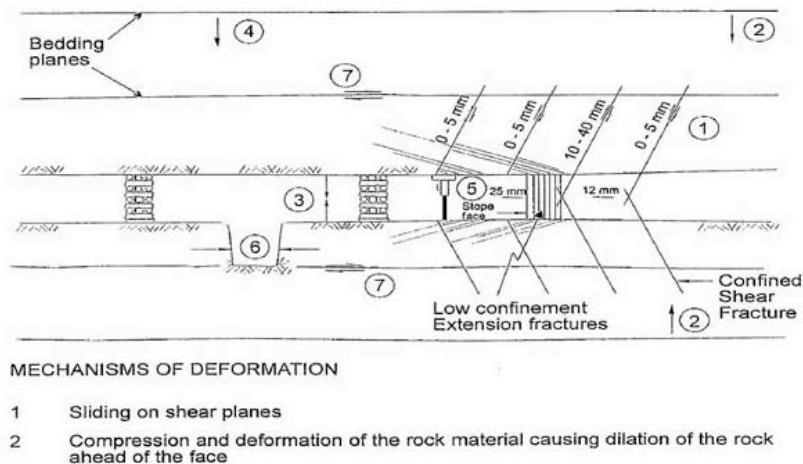 Bedding
planes
4
2
7
0 - 5 mm
0 - 5 mm
10 - 40 mm
0 - 5 mm
1
3
5
25 mm
12 mm
Stope
face
6
7
Low confinement
Extension fractures
Confined
Shear
Fracture
2
MECHANISMS OF DEFORMATION
1 Sliding on shear planes
2 Compression and deformation of the rock material causing dilation of the rock
ahead of the face